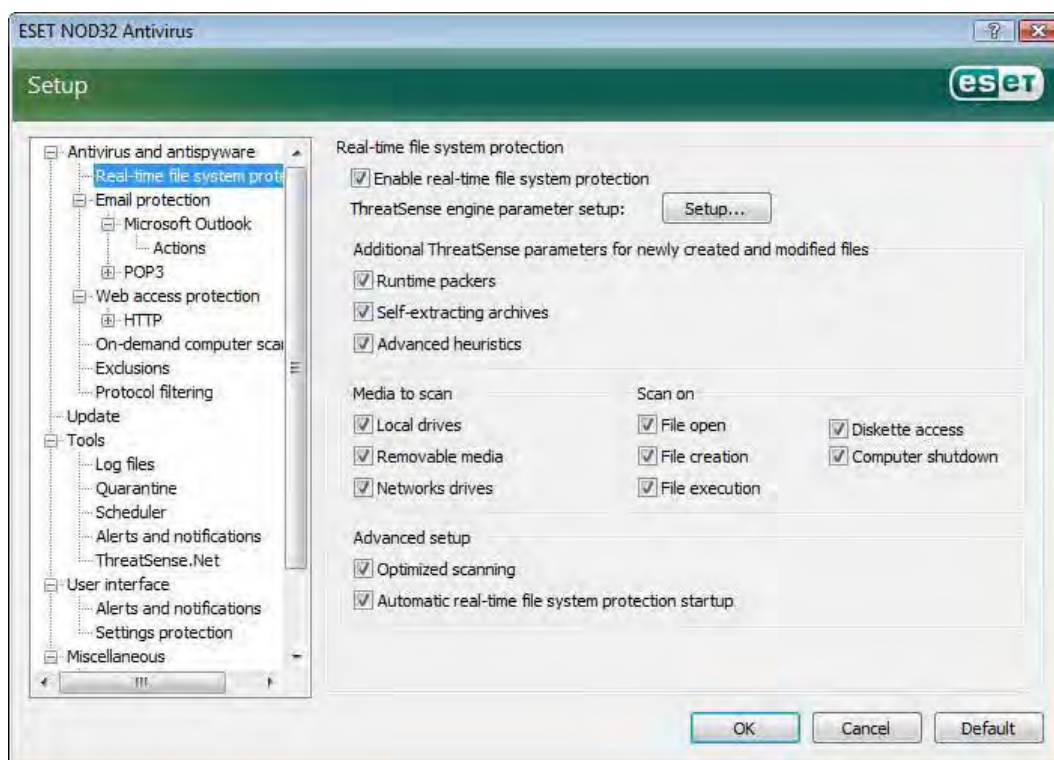 ESET NOD32 Antivirus
Setup
eseT
Antivirus and antispyware
Real-time file system prote
Email protection
Microsoft Outlook
Actions
POP3
Web access protection
HTTP
On-demand computer scan
Exclusions
Protocol filtering
Update
Tools
Log files
Quarantine
Scheduler
Alerts and notifications
ThreatSense.Net
User interface
Alerts and notifications
Settings protection
Miscellaneous
Real-time file system protection
Enable real-time file system protection
ThreatSense engine parameter setup: Setup...
Additional ThreatSense parameters for newly created and modified files
Runtime packers
Self-extracting archives
Advanced heuristics
Media to scan
Local drives
Removable media
Networks drives
Scan on
File open
File creation
File execution
Diskette access
Computer shutdown
Advanced setup
Optimized scanning
Automatic real-time file system protection startup
OK Cancel Default